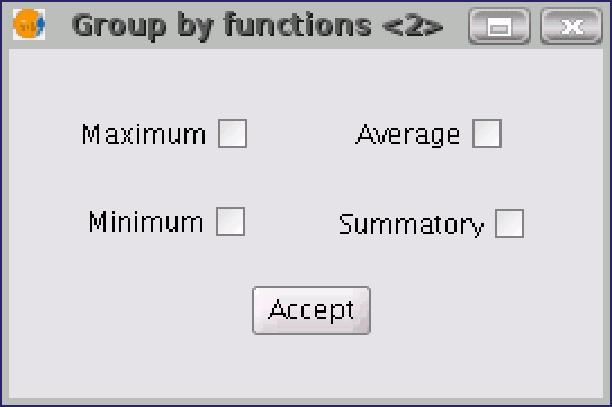 Group by functions <2>
Maximum Average
Minimum Summatory
Accept